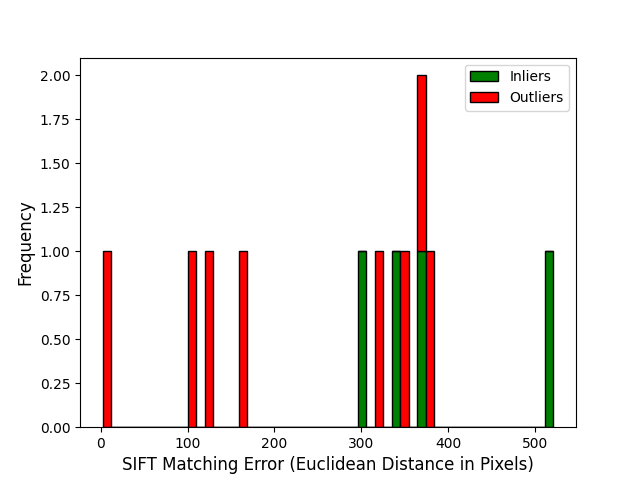 Inliers
Outliers
2.00
1.75
1.50
1.25
1.00
0.75
0.50
0.25
0.00
Frequency
0 100 200 300 400 500
SIFT Matching Error (Euclidean Distance in Pixels)